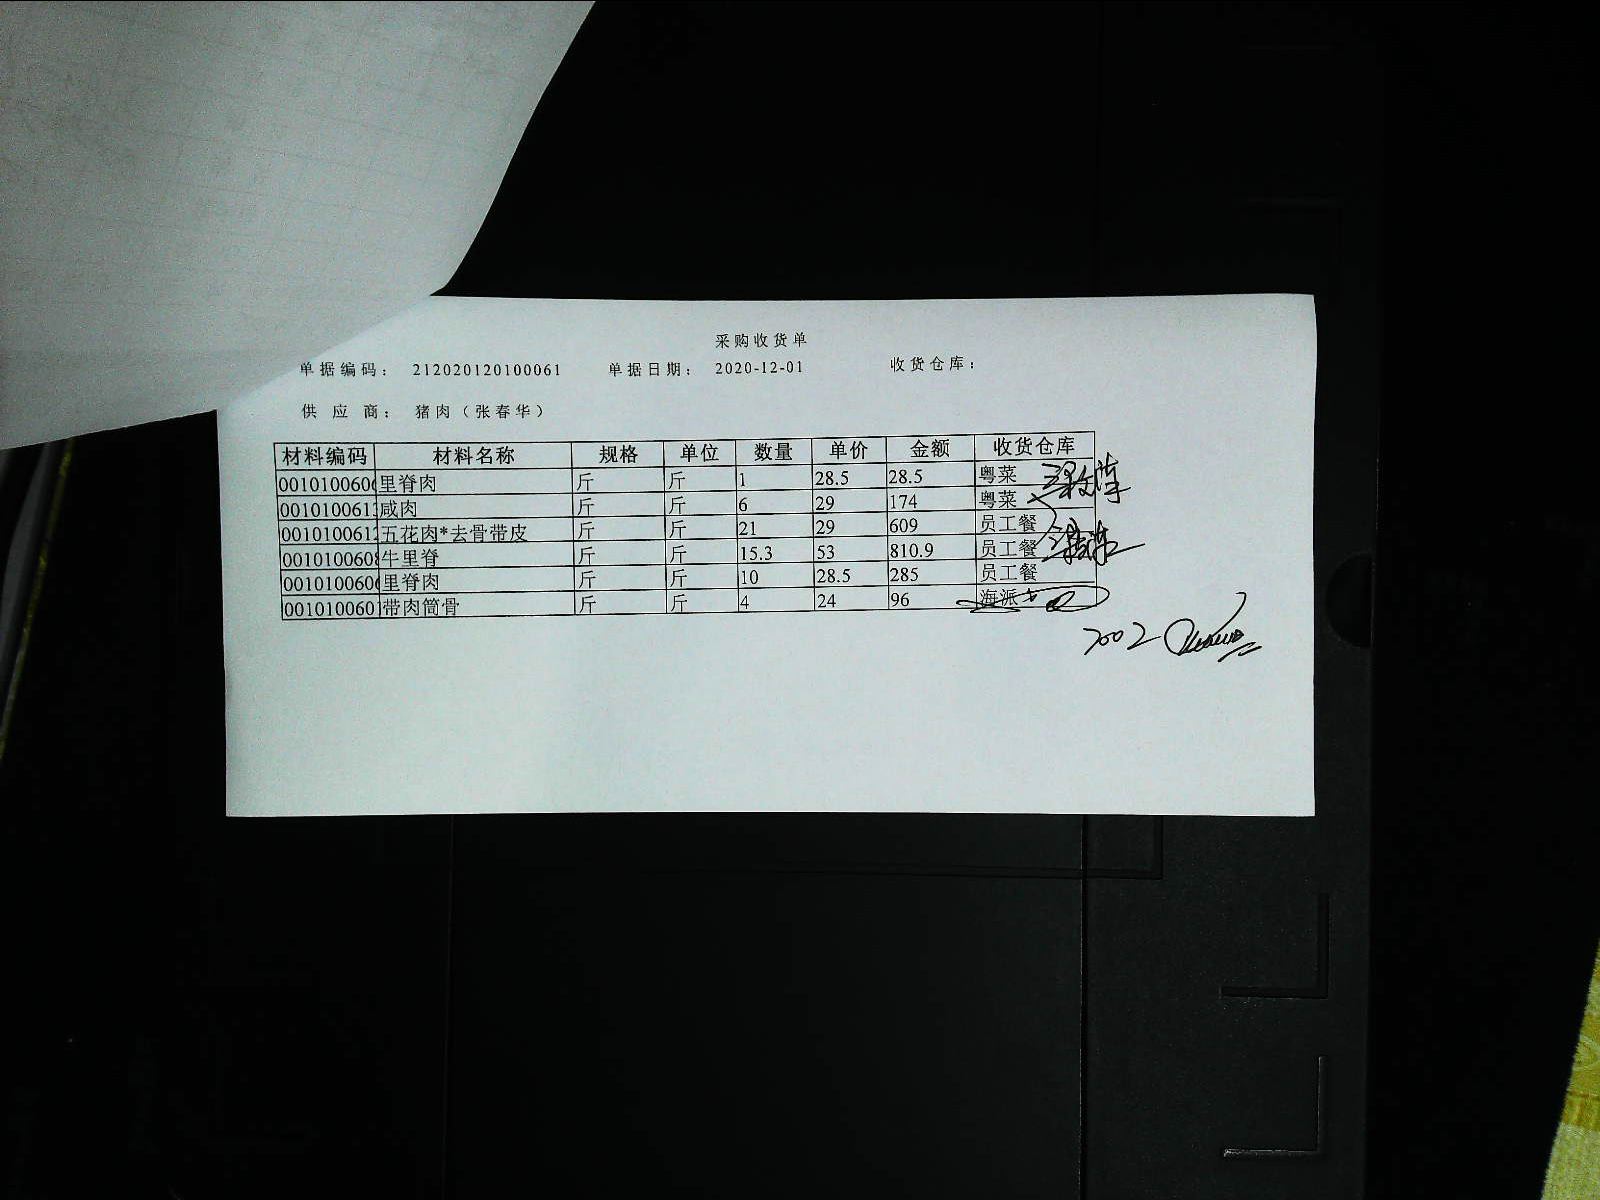 采购收货单
单据编码： 212020120100061 单据日期： 2020-12-01 收货仓库：
供应商： 猪肉（张春华）
材料编码 材料名称 规格 单位 数量 单价 金额 收货仓库
0010100606 里脊肉 斤 斤 1 28.5 28.5 粤菜
001010061 咸肉 斤 斤 6 29 174 粤菜
001010061 五花肉*去骨带皮 斤 斤 21 29 609 员工餐
001010060 牛里脊 斤 斤 15.3 53 810.9 员工餐
001010060 里脊肉 斤 斤 10 28.5 285 员工餐
001010060 带肉筒骨 斤 斤 4 24 96 海派
7002